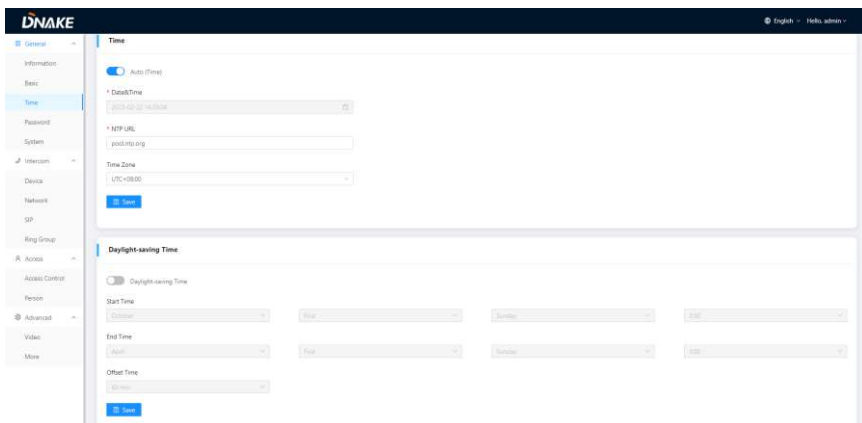 DNAKE
English
Hello, admin
General
Information
Basic
Time
Password
System
Intercom
Device
Network
SIP
Ring Group
Access
Access Control
Person
Advanced
Video
More
Time
Auto (Time)
* Date&Time
* NTP URL
pool.ntp.org
Time Zone
UTC+08:00
Save
Daylight-saving Time
Daylight-saving Time
Start Time
October First Sunday
End Time
April First Sunday
Offset Time
60 min
Save